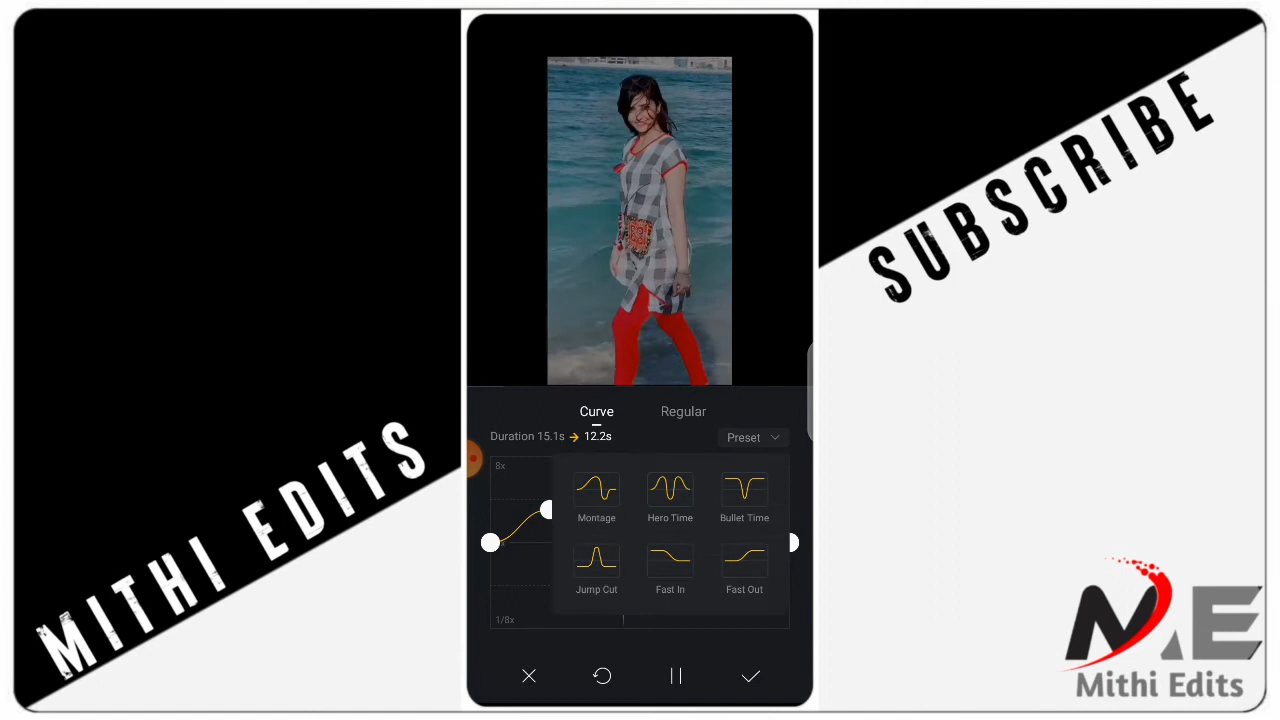 MITHI EDITS
SUBSCRIBE
Curve Regular
Duration 15.1s → 12.2s Preset
8x
Montage Hero Time Bullet Time
Jump Cut Fast In Fast Out
1/8x
ME
Mithi Edits